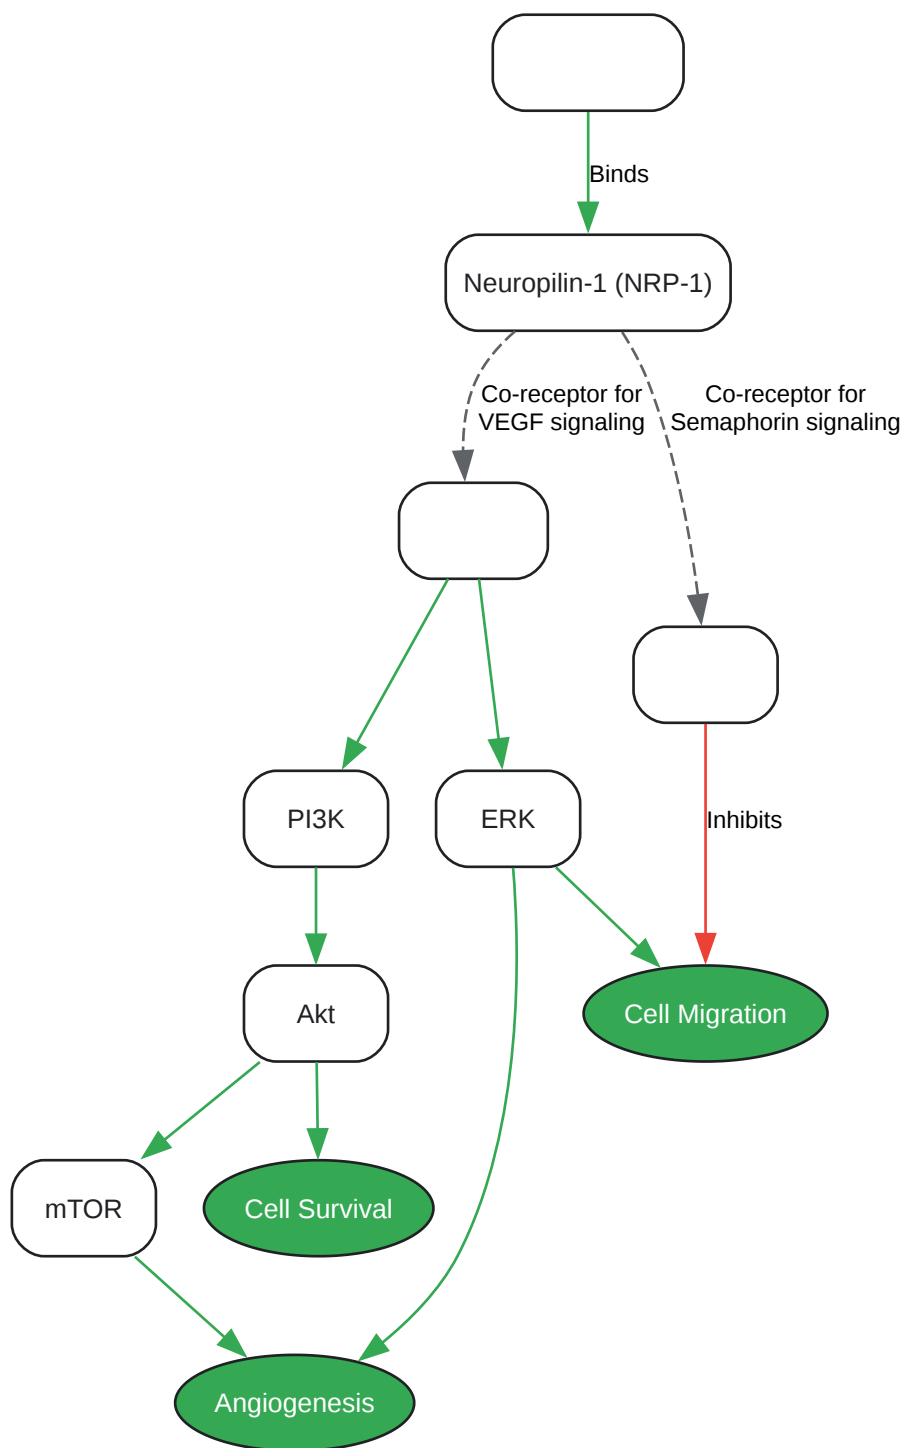 Binds
Neuropilin-1 (NRP-1)
Co-receptor for
VEGF signaling
Co-receptor for
Semaphorin signaling
PI3K
ERK
Inhibits
Akt
Cell Migration
mTOR
Cell Survival
Angiogenesis